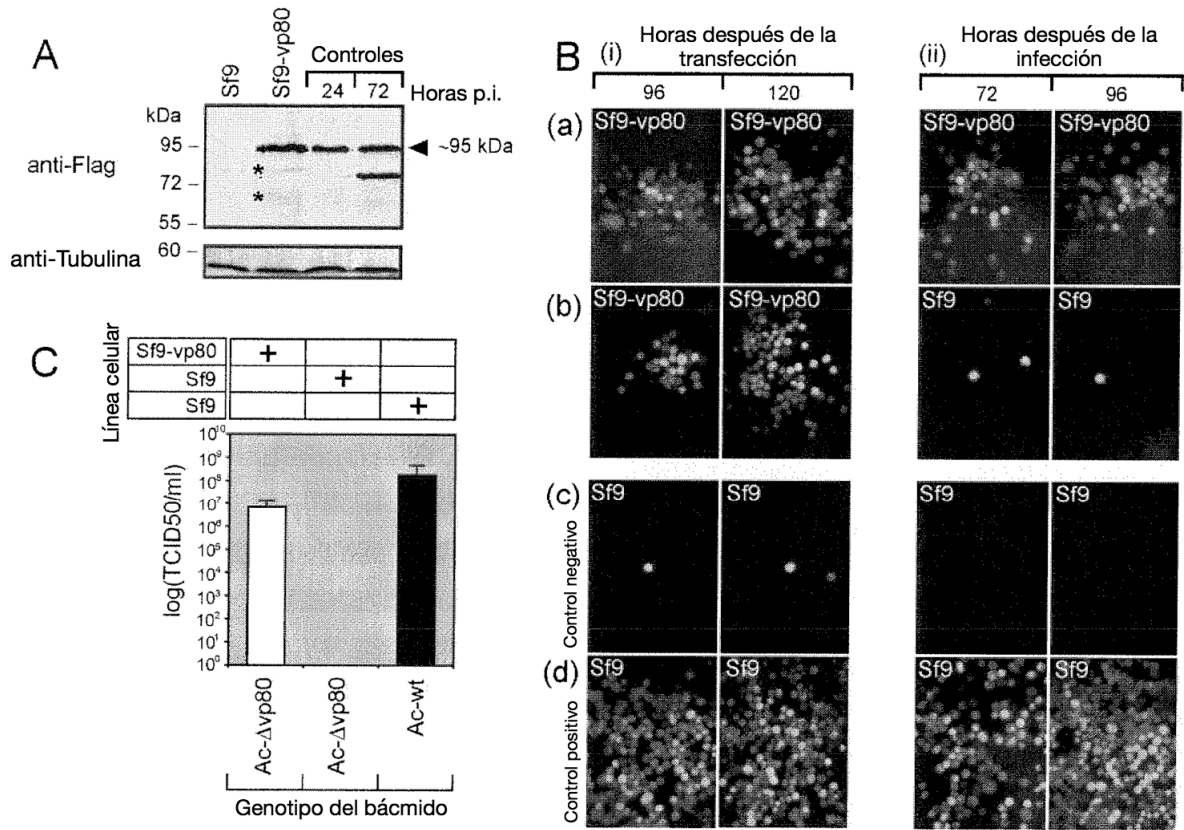 A
Sf9
Sf9-vp80
Controles
24 72 Horas p.i.
kDa
95
72
55
60
anti-Flag
anti-Tubulina
~95 kDa
*
*
B
(i) Horas después de la transfección
96 120
(ii) Horas después de la infección
72 96
(a)
Sf9-vp80 Sf9-vp80 Sf9-vp80 Sf9-vp80
(b)
Sf9-vp80 Sf9-vp80 Sf9 Sf9
(c)
Control negativo
Sf9 Sf9 Sf9 Sf9
(d)
Control positivo
Sf9 Sf9 Sf9 Sf9
C
Línea celular
Sf9-vp80 +
Sf9 +
Sf9 +
log(TCID50/ml)
10¹⁰
10⁹
10⁸
10⁷
10⁶
10⁵
10⁴
10³
10²
10¹
10⁰
Ac-Δvp80
Ac-Δvp80
Ac-wt
Genotipo del bácmido